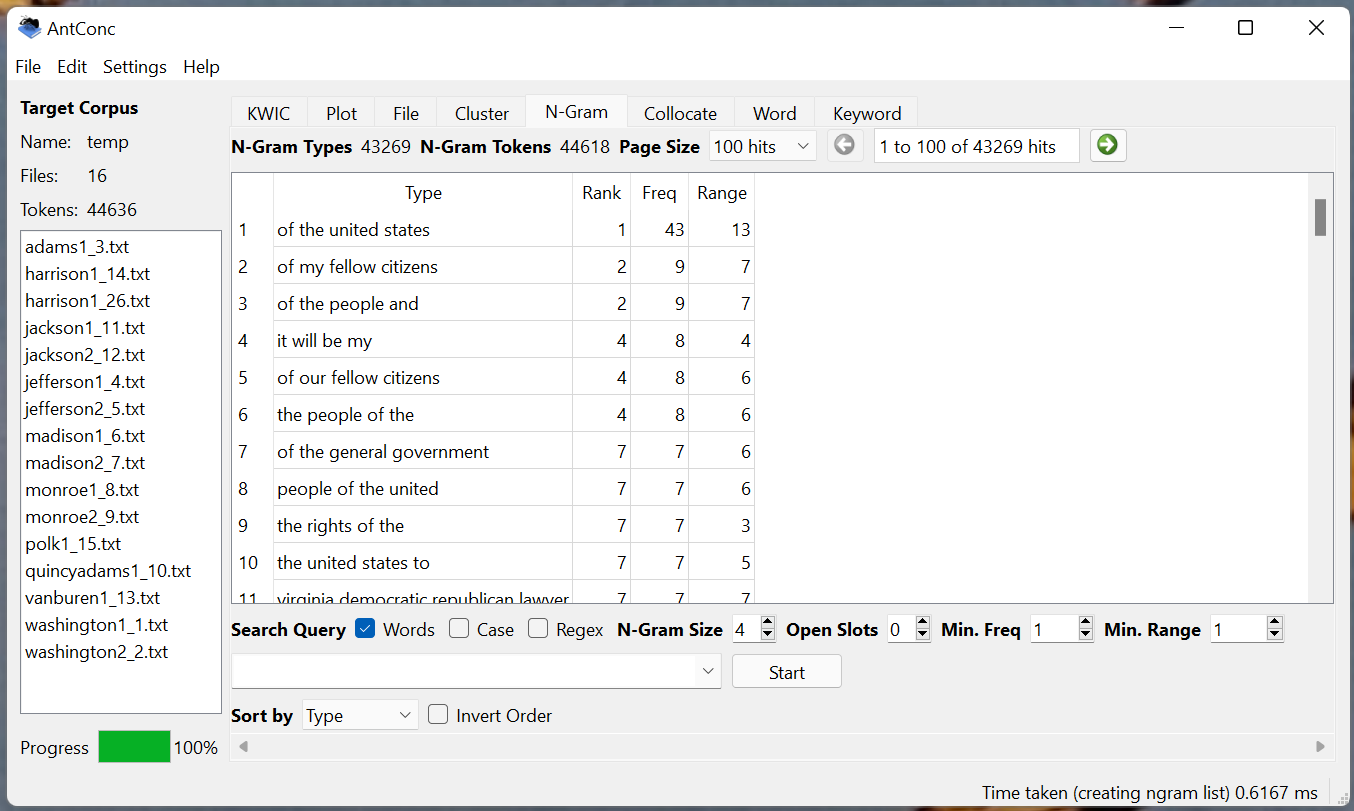 AntConc
File Edit Settings Help
Target Corpus
Name: temp
Files: 16
Tokens: 44636
adams1_3.txt
harrison1_14.txt
harrison1_26.txt
jackson1_11.txt
jackson2_12.txt
jefferson1_4.txt
jefferson2_5.txt
madison1_6.txt
madison2_7.txt
monroe1_8.txt
monroe2_9.txt
polk1_15.txt
quincyadams1_10.txt
vanburen1_13.txt
washington1_1.txt
washington2_2.txt
Progress 100%
KWIC Plot File Cluster N-Gram Collocate Word Keyword
N-Gram Types 43269 N-Gram Tokens 44618 Page Size 100 hits 1 to 100 of 43269 hits
Type Rank Freq Range
1 of the united states 1 43 13
2 of my fellow citizens 2 9 7
3 of the people and 2 9 7
4 it will be my 4 8 4
5 of our fellow citizens 4 8 6
6 the people of the 4 8 6
7 of the general government 7 7 6
8 people of the united 7 7 6
9 the rights of the 7 7 3
10 the united states to 7 7 5
11 virginia democratic republican lawyer 7 7 7
Search Query Words Case Regex N-Gram Size 4 Open Slots 0 Min. Freq 1 Min. Range 1
Start
Sort by Type Invert Order
Time taken (creating ngram list) 0.6167 ms